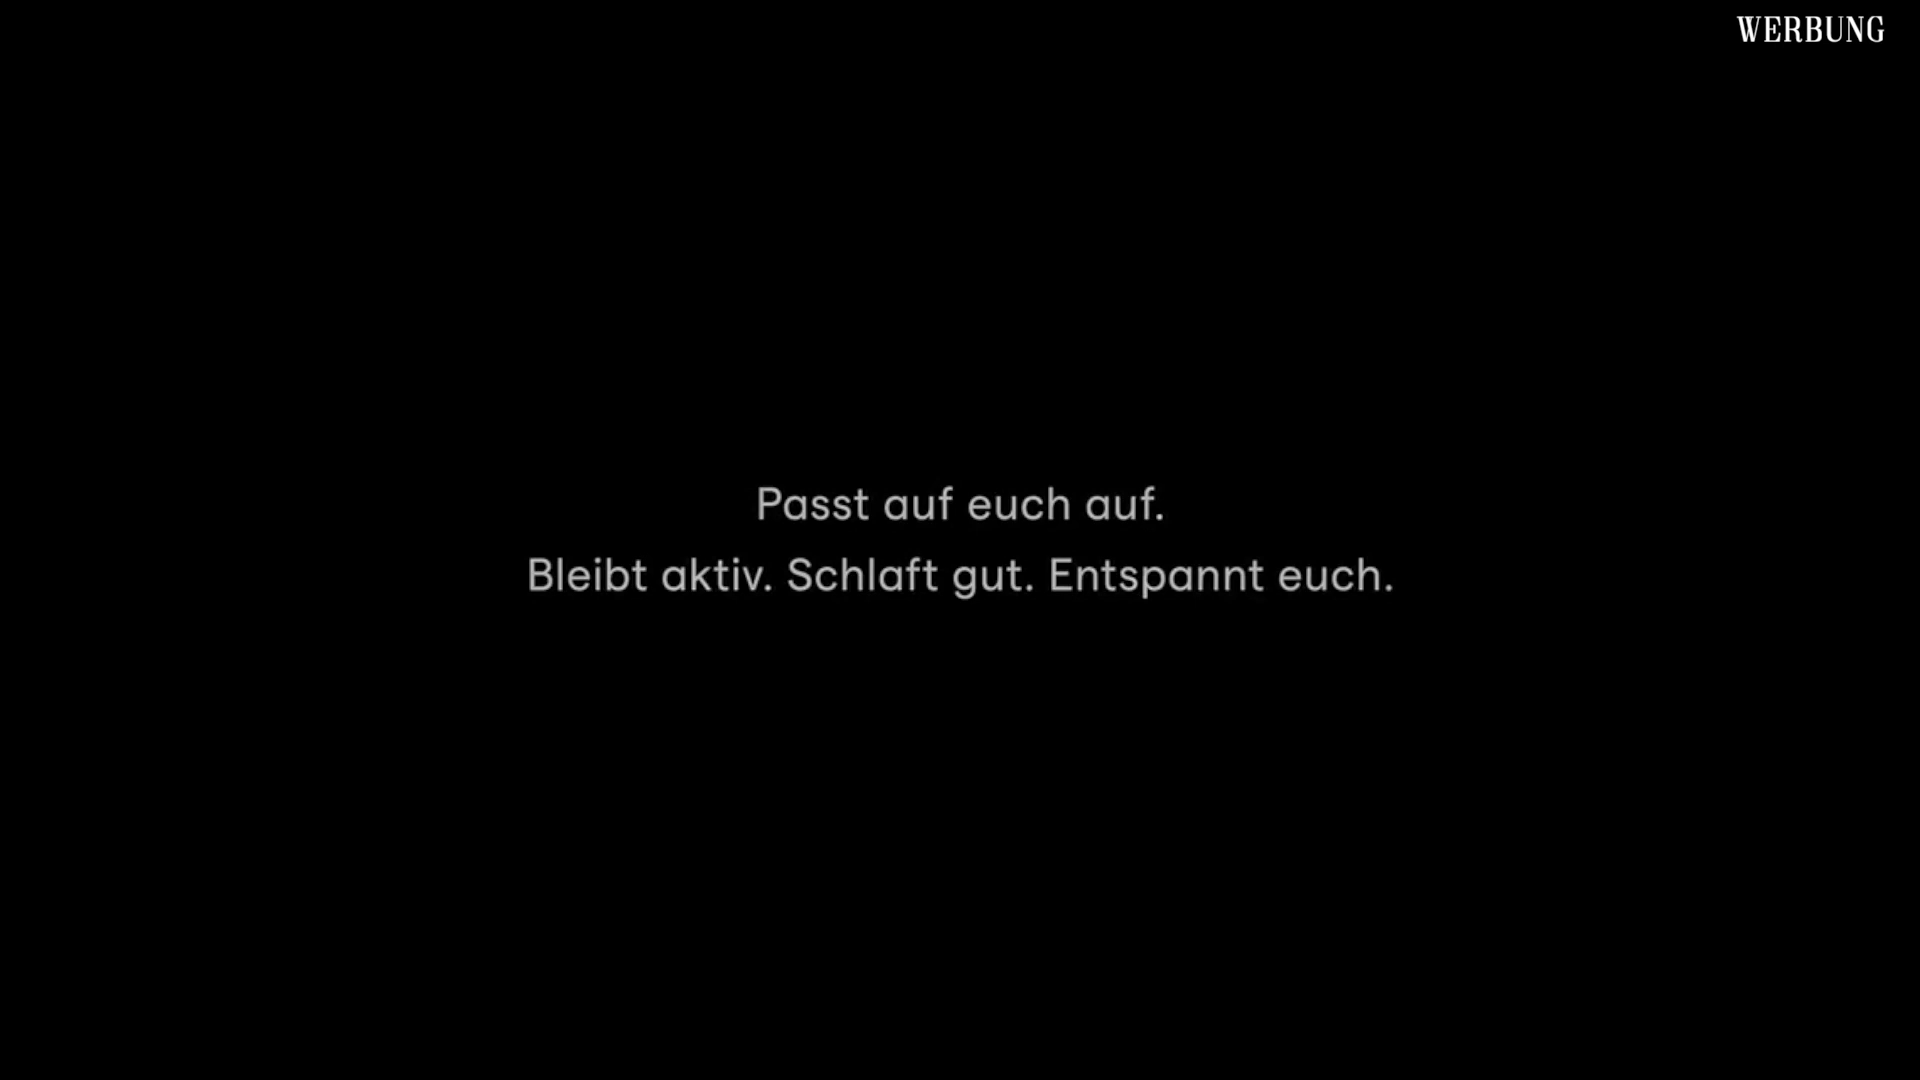 WERBUNG
Passt auf euch auf.
Bleibt aktiv. Schlaft gut. Entspannt euch.